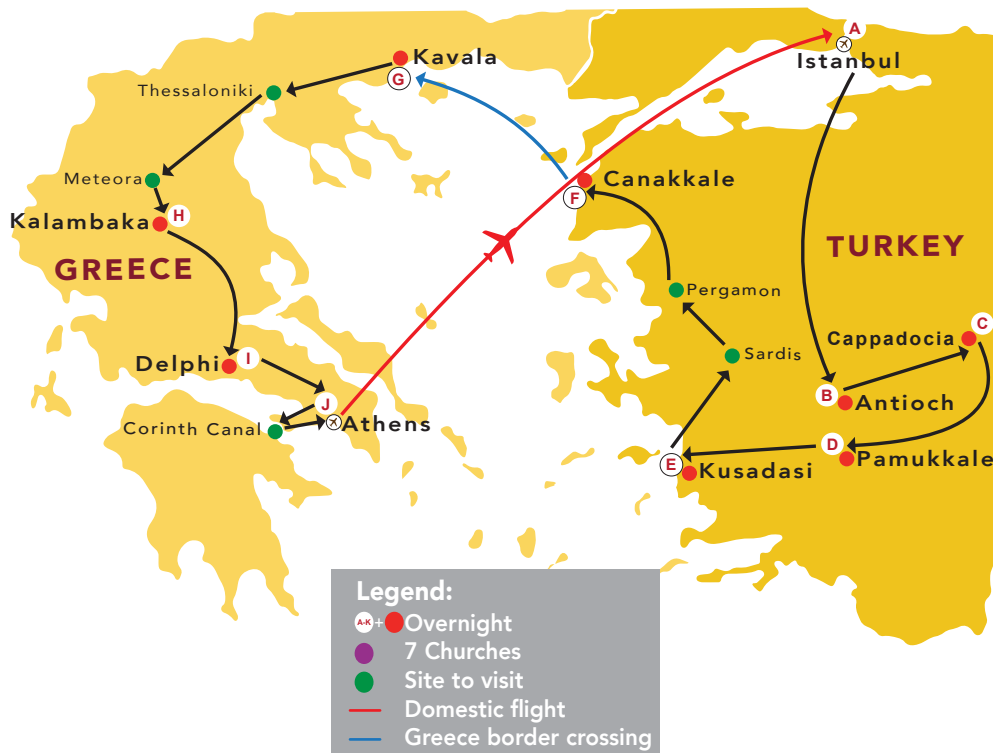 A
Istanbul
Kavala
G
Thessaloniki
Meteora
Canakkale
F
H
Kalambaka
TURKEY
GREECE
Pergamon
C
Cappadocia
Sardis
I
Delphi
B
Antioch
J
Athens
Corinth Canal
D
Pamukkale
E
Kusadasi
Legend:
A-K + Overnight
7 Churches
Site to visit
Domestic flight
Greece border crossing